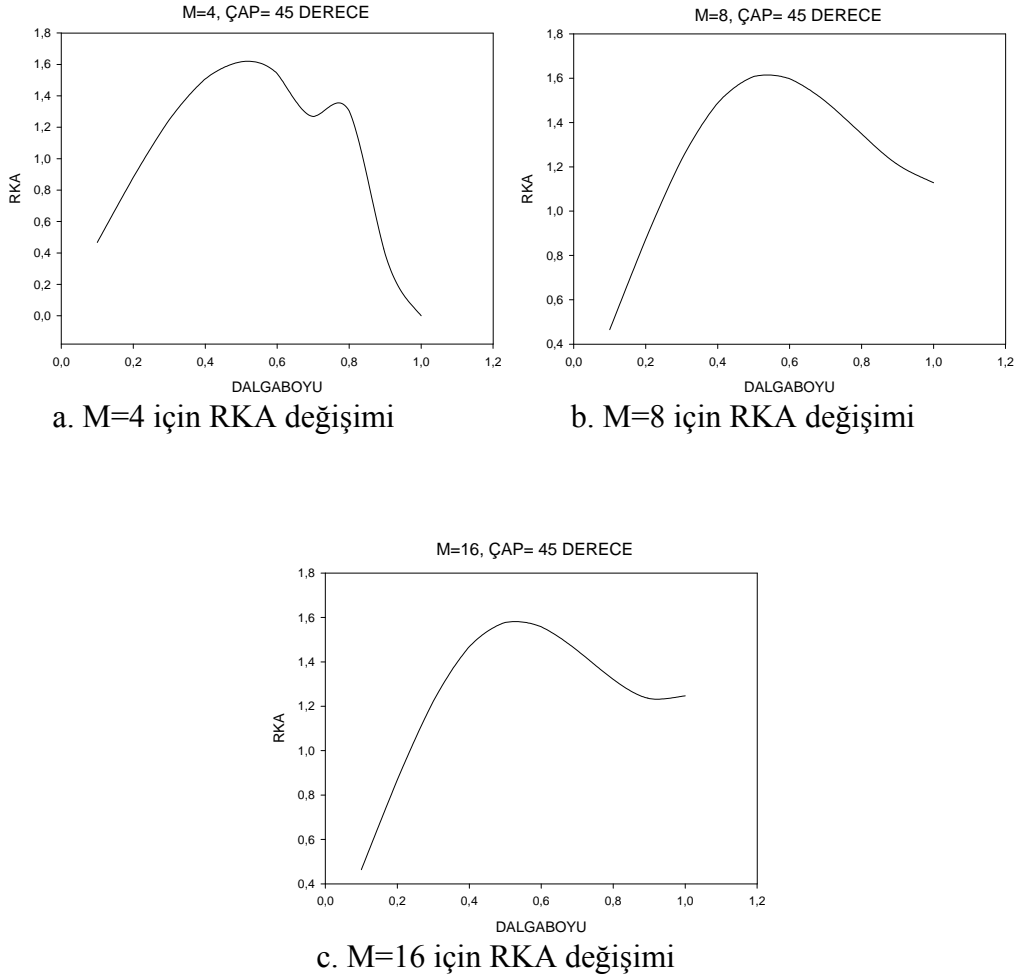 M=4, ÇAP= 45 DERECE
1,8
1,6
1,4
1,2
1,0
0,8
0,6
0,4
0,2
0,0
RKA
0,0 0,2 0,4 0,6 0,8 1,0 1,2
DALGABOYU
a. M=4 için RKA değişimi
M=8, ÇAP= 45 DERECE
1,8
1,6
1,4
1,2
1,0
0,8
0,6
0,4
RKA
0,0 0,2 0,4 0,6 0,8 1,0 1,2
DALGABOYU
b. M=8 için RKA değişimi
M=16, ÇAP= 45 DERECE
1,8
1,6
1,4
1,2
1,0
0,8
0,6
0,4
RKA
0,0 0,2 0,4 0,6 0,8 1,0 1,2
DALGABOYU
c. M=16 için RKA değişimi